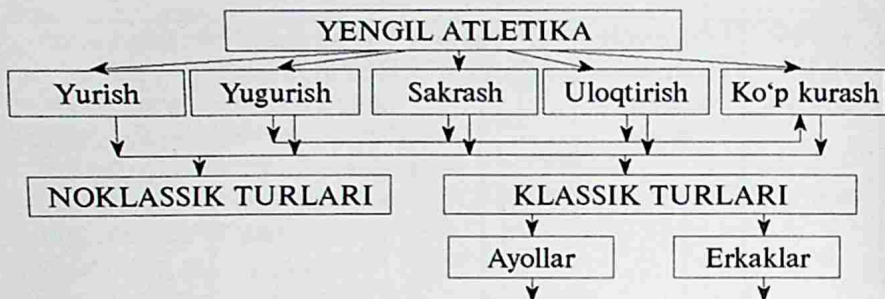 YENGIL ATLETIKA
Yurish Yugurish Sakrash Uloqtirish Ko‘p kurash
NOKLASSIK TURLARI KLASSIK TURLARI
Ayollar Erkaklar